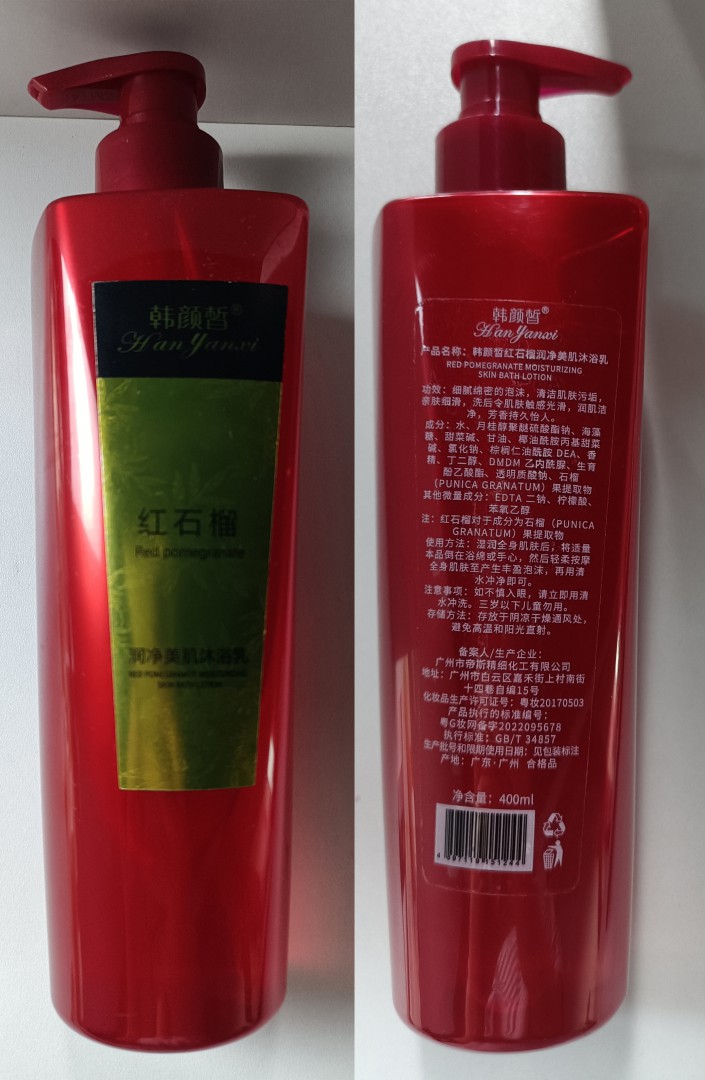 韩颜皙®
Han Yanxi
红石榴
Red pomegranate
润净美肌沐浴乳
RED POMEGRANATE MOISTURIZING
SKIN BATH LOTION
韩颜皙®
Han Yanxi
产品名称：韩颜皙红石榴润净美肌沐浴乳
RED POMEGRANATE MOISTURIZING
SKIN BATH LOTION
功效：细腻绵密的泡沫，清洁肌肤污垢，
亲肤细滑，洗后令肌肤触感光滑，润肌洁
净，芳香持久怡人。
成分：水、月桂醇聚醚硫酸酯钠、海藻
糖、甜菜碱、甘油、椰油酰胺丙基甜菜
碱、氯化钠、棕榈仁油酰胺 DEA、香
精、丁二醇、DMDM 乙内酰脲、生育
酚乙酸酯、透明质酸钠、石榴
（PUNICA GRANATUM）果提取物
其他微量成分：EDTA 二钠、柠檬酸、
苯氧乙醇
注：红石榴对于成分为石榴（PUNICA
GRANATUM）果提取物
使用方法：湿润全身肌肤后，将适量
本品倒在浴绵或手心，然后轻柔按摩
全身肌肤至产生丰盈泡沫，再用清
水冲净即可。
注意事项：如不慎入眼，请立即用清
水冲洗。三岁以下儿童勿用。
存储方法：存放于阴凉干燥通风处，
避免高温和阳光直射。
备案人/生产企业：
广州市帝斯精细化工有限公司
地址：广州市白云区嘉禾街上村南街
十四巷自编15号
化妆品生产许可证号：粤妆20170503
产品执行的标准编号：
粤G妆网备字2022095678
执行标准：GB/T 34857
生产批号和限期使用日期：见包装标注
产地：广东·广州 合格品
净含量：400ml